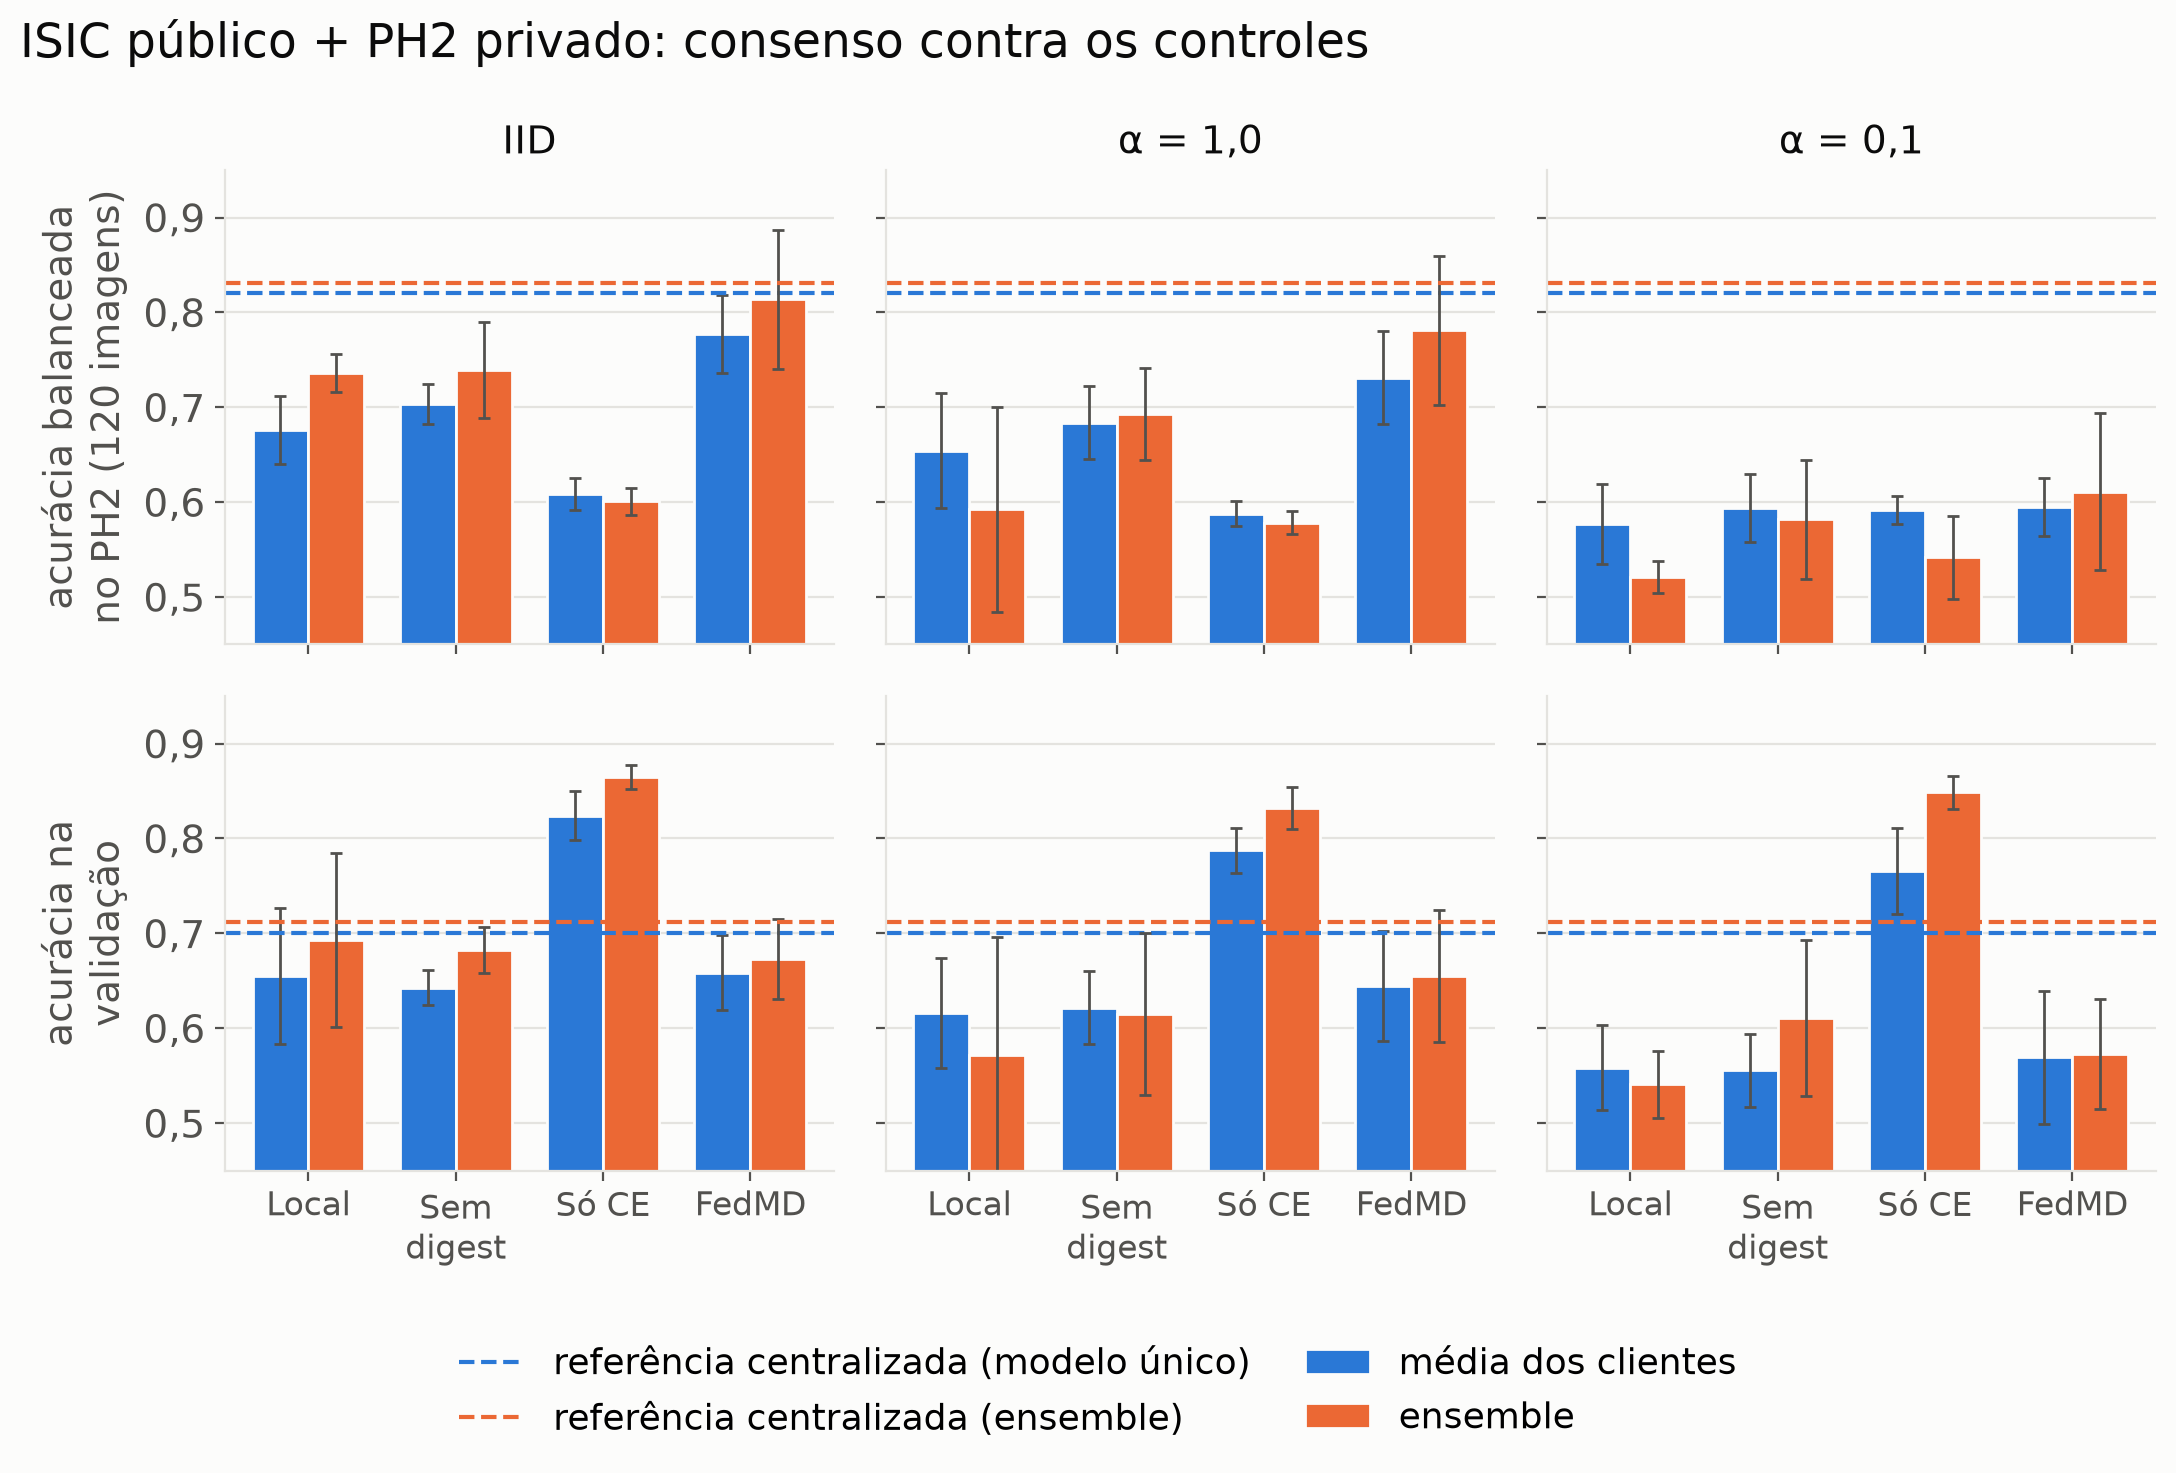 ISIC público + PH2 privado: consenso contra os controles
IID
α = 1,0
α = 0,1
acurácia balanceada
no PH2 (120 imagens)
0,9
0,8
0,7
0,6
0,5
acurácia na
validação
0,9
0,8
0,7
0,6
0,5
Local
Sem
digest
Só CE
FedMD
Local
Sem
digest
Só CE
FedMD
Local
Sem
digest
Só CE
FedMD
referência centralizada (modelo único)
referência centralizada (ensemble)
média dos clientes
ensemble